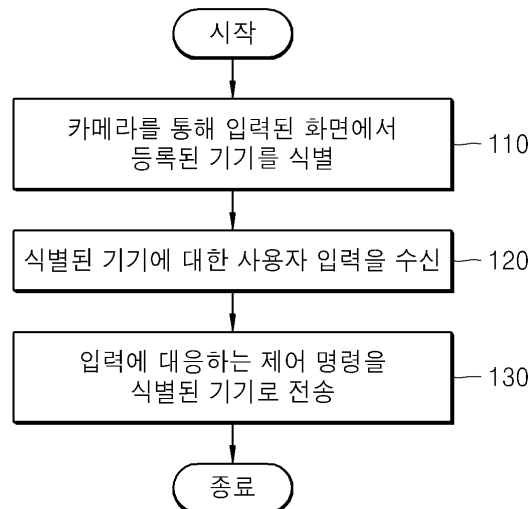 시작
카메라를 통해 입력된 화면에서
등록된 기기를 식별
110
식별된 기기에 대한 사용자 입력을 수신
120
입력에 대응하는 제어 명령을
식별된 기기로 전송
130
종료